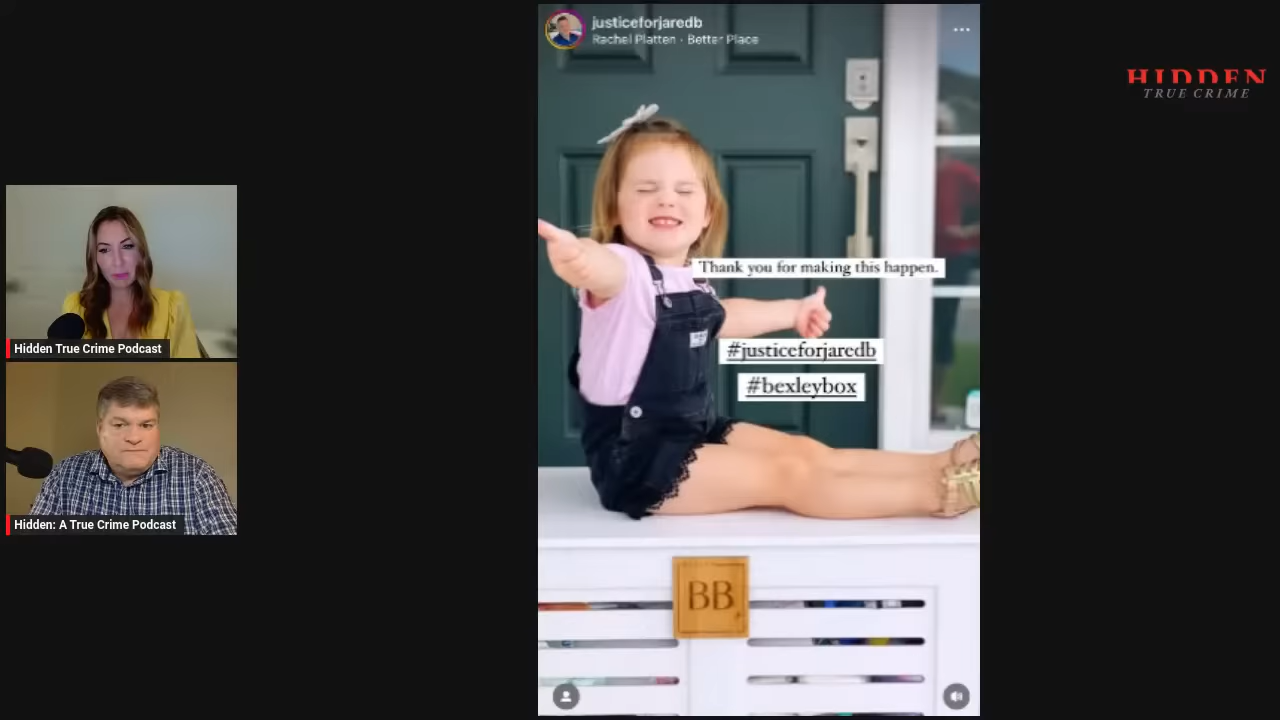 justiceforjaredb
Rachel Platten · Better Place
HIDDEN
TRUE CRIME
Thank you for making this happen.
#justiceforjaredb
#bexleybox
Hidden True Crime Podcast
Hidden: A True Crime Podcast
BB